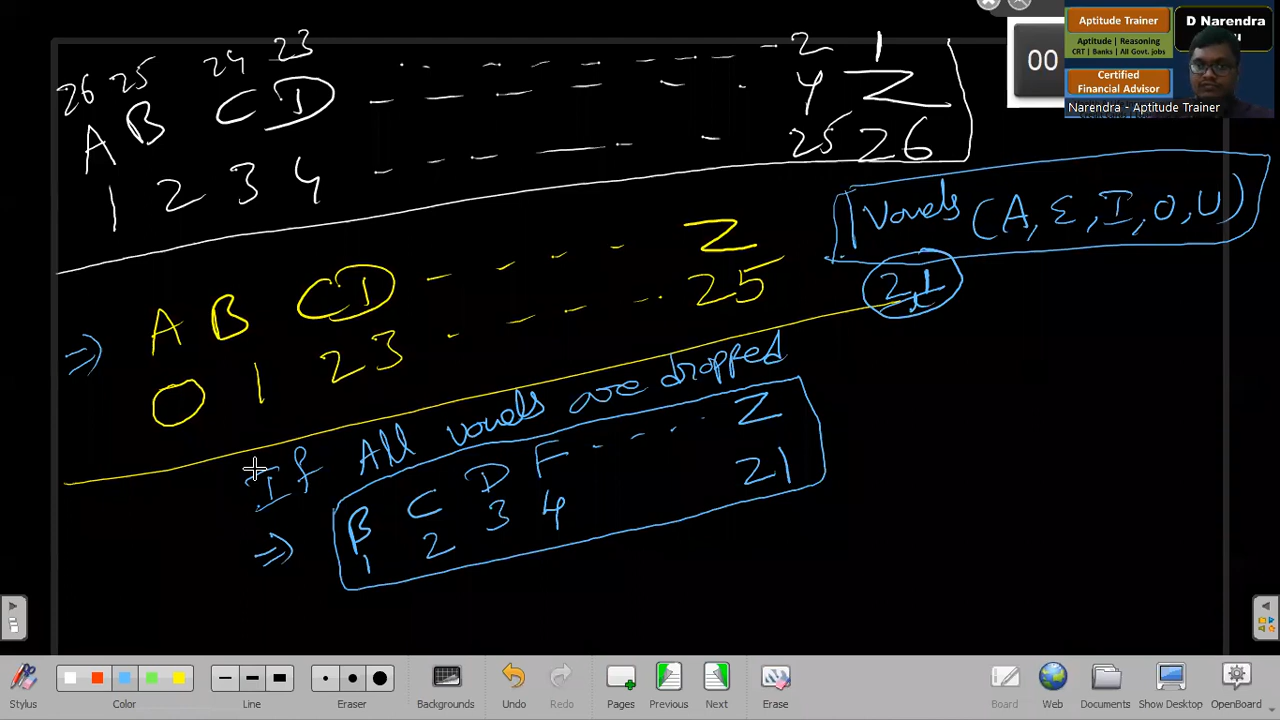 26 25 24 23 - - - - - - - 2 1
A B C D - - - - - - - Y Z
1 2 3 4 - - - - - - 25 26
Vowels (A, E, I, O, U)
21
⇒ A B C D - - - - - Z
0 1 2 3 - - - - - 25
If All vowels are dropped
⇒ B C D F - - - - Z
1 2 3 4 21
00
Aptitude Trainer
Aptitude | Reasoning
CRT | Banks | All Govt. jobs
Certified
Financial Advisor
D Narendra
Narendra - Aptitude Trainer
Stylus
Color
Line
Eraser
Backgrounds
Undo
Redo
Pages
Previous
Next
Erase
Board
Web
Documents
Show Desktop
OpenBoard